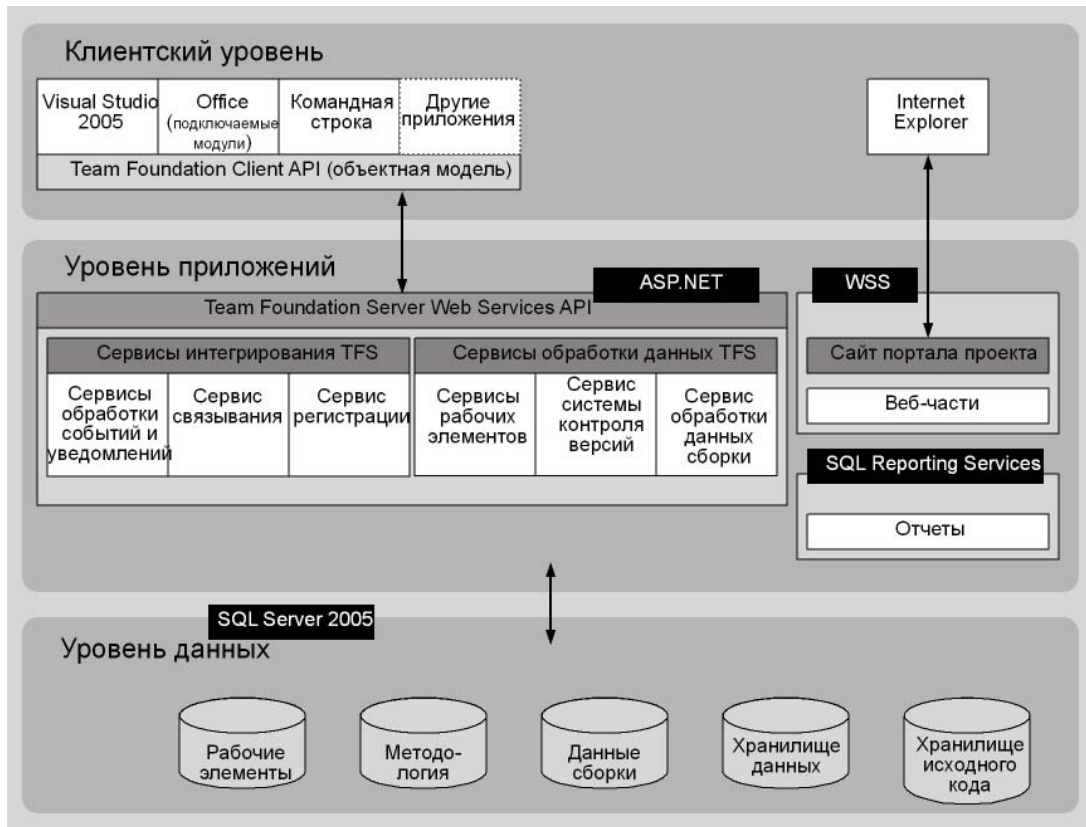 Клиентский уровень
Visual Studio
2005
Office
(подключаемые
модули)
Командная
строка
Другие
приложения
Team Foundation Client API (объектная модель)
Internet
Explorer
Уровень приложений
ASP.NET
Team Foundation Server Web Services API
Сервисы интегрирования TFS
Сервисы
обработки
событий и
уведомлений
Сервис
связывания
Сервис
регистрации
Сервисы обработки данных TFS
Сервисы
рабочих
элементов
Сервис
системы
контроля
версий
Сервис
обработки
данных
сборки
WSS
Сайт портала проекта
Веб-части
SQL Reporting Services
Отчеты
SQL Server 2005
Уровень данных
Рабочие
элементы
Методо-
логия
Данные
сборки
Хранилище
данных
Хранилище
исходного
кода